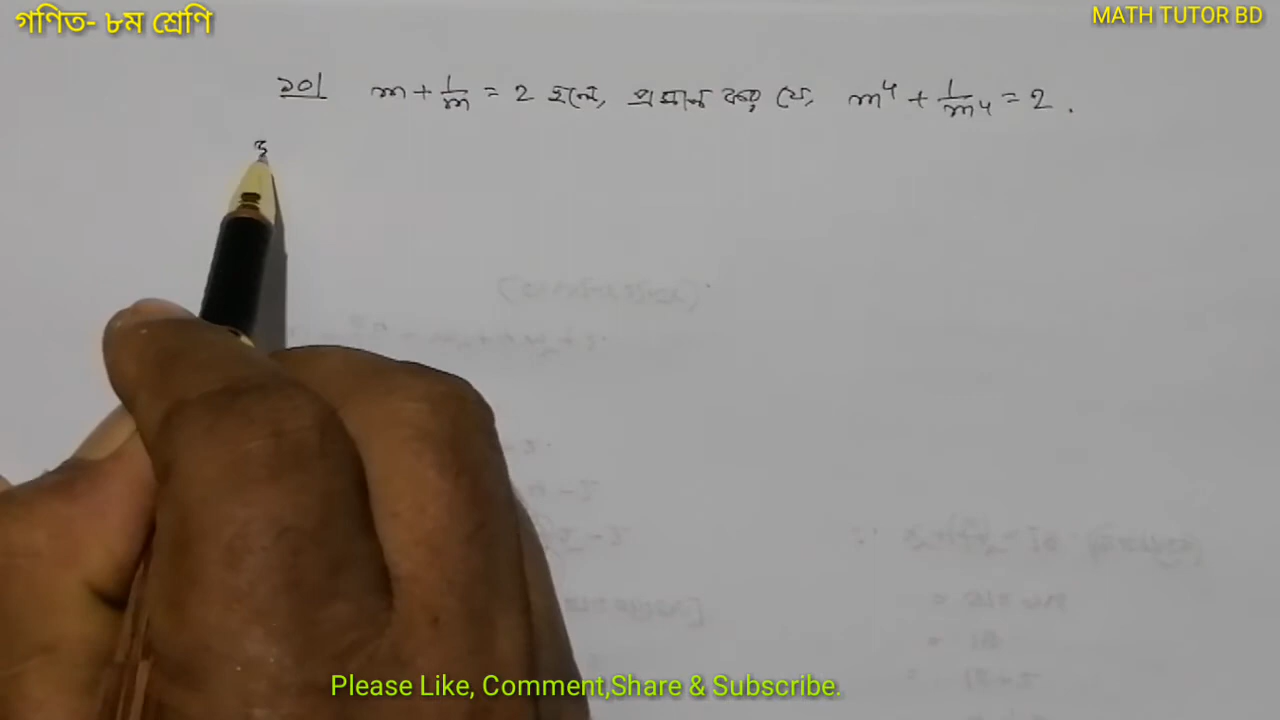 গণিত- ৮ম শ্রেণি
MATH TUTOR BD
১০। m + 1/m = 2 হলে, প্রমাণ কর যে, m⁴ + 1/m⁴ = 2.
Please Like, Comment,Share & Subscribe.